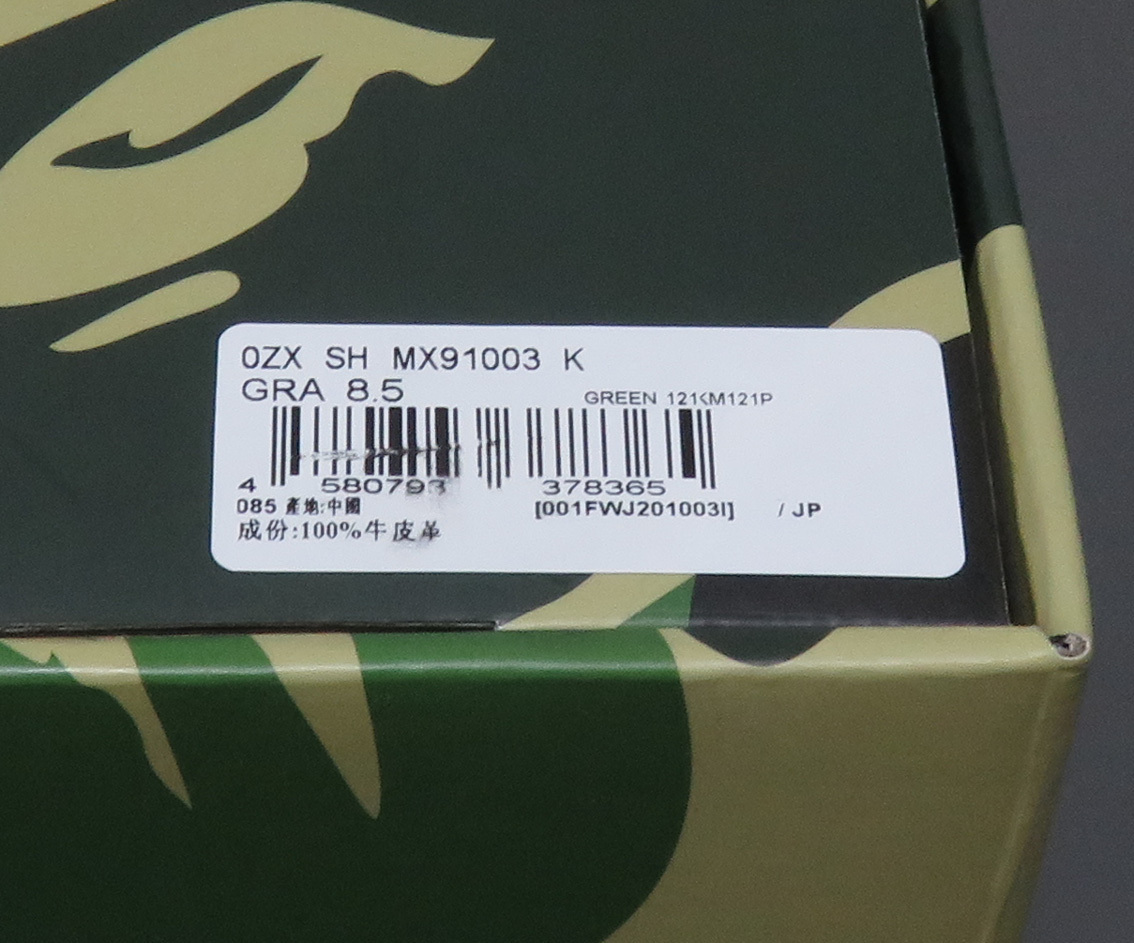 0ZX SH MX91003 K
GRA 8.5
GREEN 121KM121P
4 580793 378365
085 產地:中國 [001FWJ201003I] / JP
成份:100%牛皮革